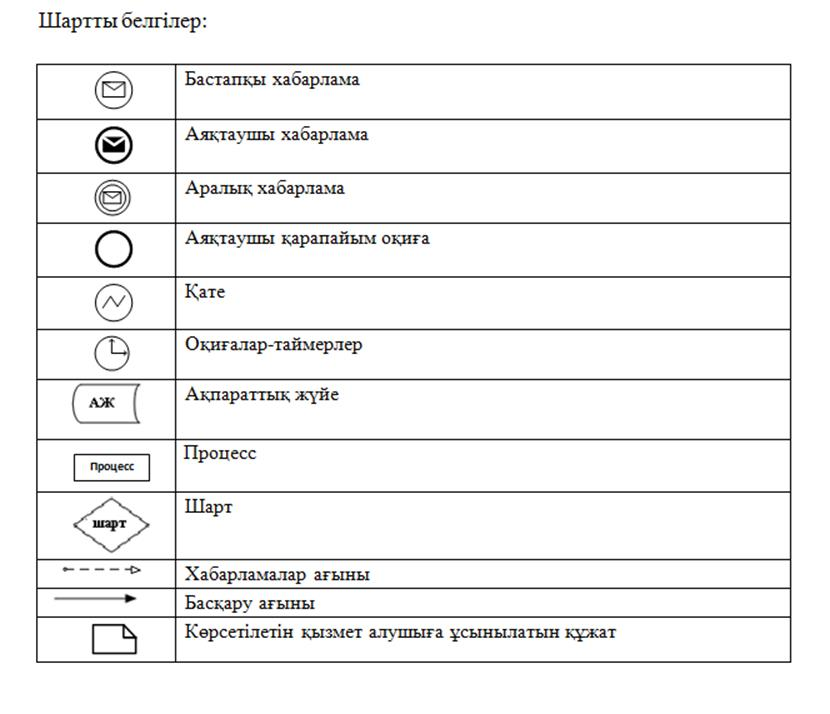 Шартты белгілер:
Бастапқы хабарлама
Аяқтаушы хабарлама
Аралық хабарлама
Аяқтаушы қарапайым оқиға
Қате
Оқиғалар-таймерлер
АЖ Ақпараттық жүйе
Процесс Процесс
шарт Шарт
Хабарламалар ағыны
Басқару ағыны
Көрсетілетін қызмет алушыға ұсынылатын құжат